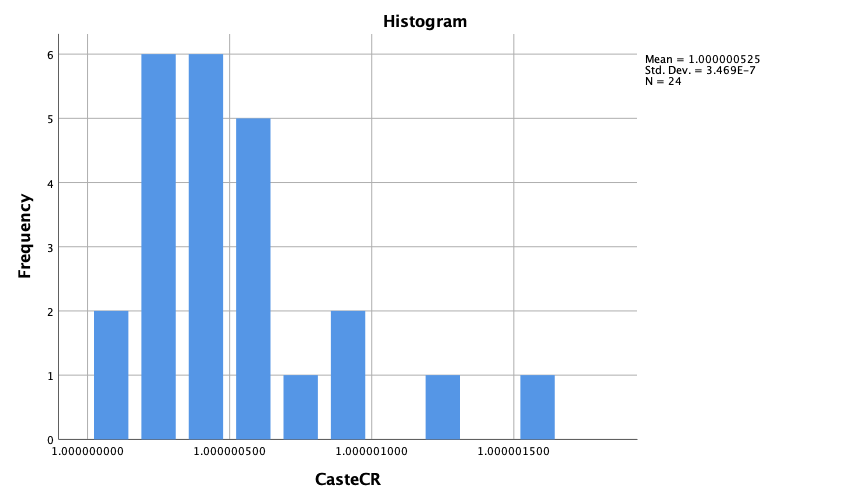 Histogram
Mean = 1.000000525
Std. Dev. = 3.469E-7
N = 24
6
5
4
3
2
1
0
Frequency
1.000000000 1.000000500 1.000001000 1.000001500
CasteCR